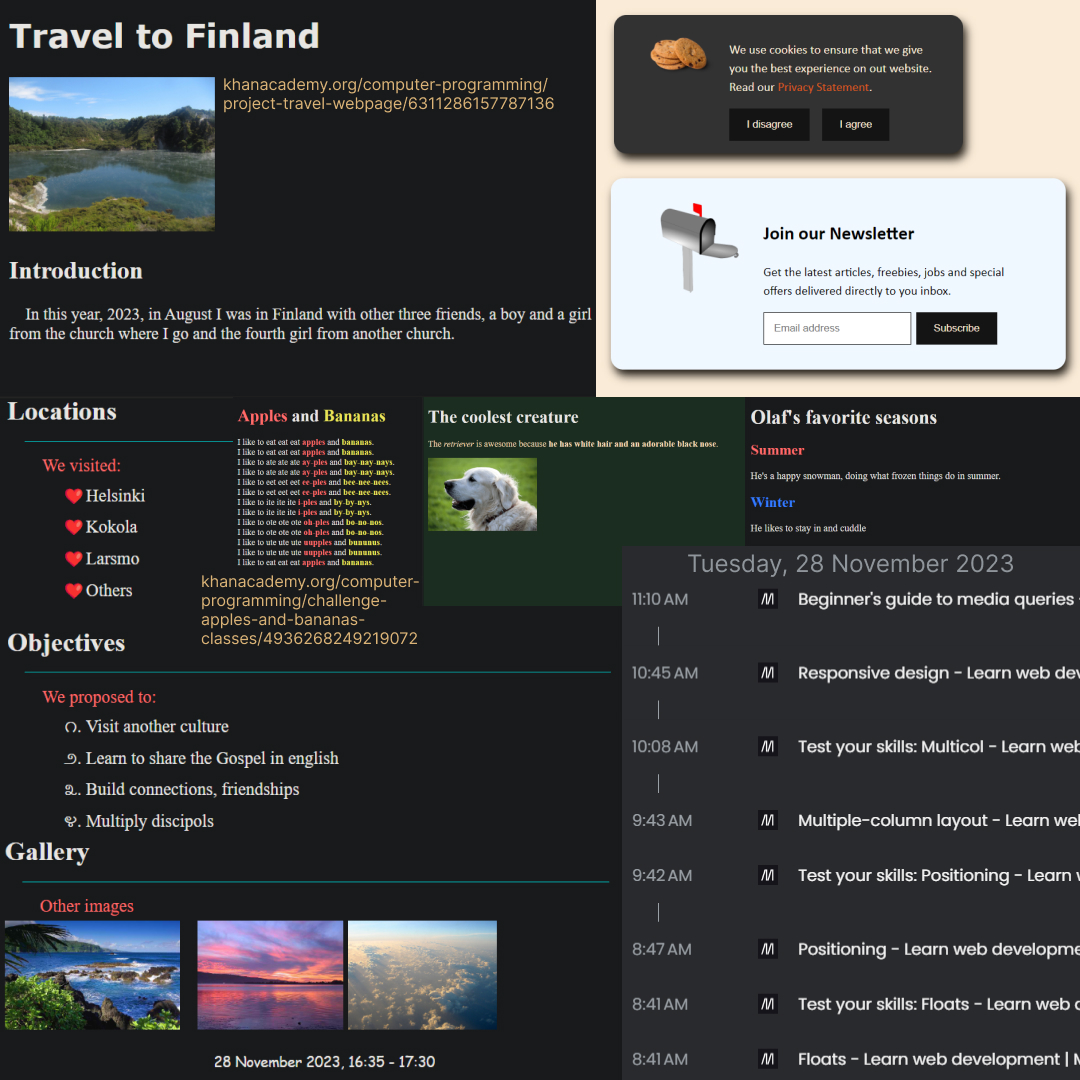 Travel to Finland
khanacademy.org/computer-programming/
project-travel-webpage/6311286157787136
Introduction
In this year, 2023, in August I was in Finland with other three friends, a boy and a girl
from the church where I go and the fourth girl from another church.
We use cookies to ensure that we give
you the best experience on out website.
Read our Privacy Statement.
I disagree
I agree
Join our Newsletter
Get the latest articles, freebies, jobs and special
offers delivered directly to you inbox.
Email address
Subscribe
Locations
We visited:
Helsinki
Kokola
Larsmo
Others
Apples and Bananas
I like to eat eat eat apples and bananas.
I like to eat eat eat apples and bananas.
I like to ate ate ate ay-ples and bay-nay-nays.
I like to ate ate ate ay-ples and bay-nay-nays.
I like to eet eet eet ee-ples and bee-nee-nees.
I like to eet eet eet ee-ples and bee-nee-nees.
I like to ite ite ite i-ples and by-by-nys.
I like to ite ite ite i-ples and by-by-nys.
I like to ote ote ote oh-ples and bo-no-nos.
I like to ote ote ote oh-ples and bo-no-nos.
I like to ute ute ute uupples and bununus.
I like to ute ute ute uupples and bununus.
I like to eat eat eat apples and bananas.
khanacademy.org/computer-
programming/challenge-
apples-and-bananas-
classes/4936268249219072
The coolest creature
The retriever is awesome because he has white hair and an adorable black nose.
Olaf's favorite seasons
Summer
He's a happy snowman, doing what frozen things do in summer.
Winter
He likes to stay in and cuddle
Objectives
We proposed to:
൧. Visit another culture
൭. Learn to share the Gospel in english
൨. Build connections, friendships
൪. Multiply discipols
Gallery
Other images
28 November 2023, 16:35 - 17:30
Tuesday, 28 November 2023
11:10 AM Beginner's guide to media queries -
10:45 AM Responsive design - Learn web dev
10:08 AM Test your skills: Multicol - Learn web
9:43 AM Multiple-column layout - Learn we
9:42 AM Test your skills: Positioning - Learn
8:47 AM Positioning - Learn web developme
8:41 AM Test your skills: Floats - Learn web
8:41 AM Floats - Learn web development |